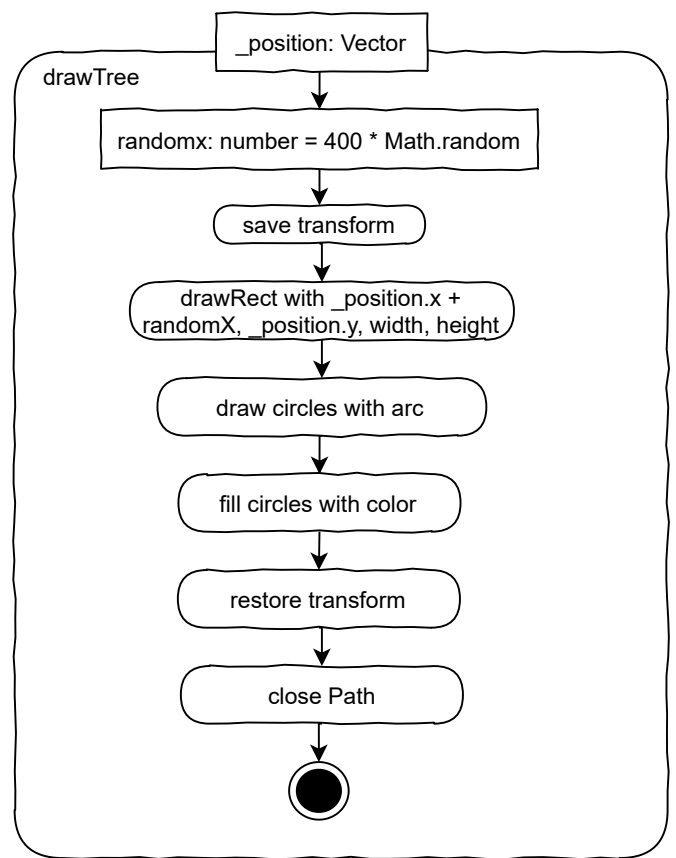 _position: Vector
drawTree
randomx: number = 400 * Math.random
save transform
drawRect with _position.x +
randomX, _position.y, width, height
draw circles with arc
fill circles with color
restore transform
close Path